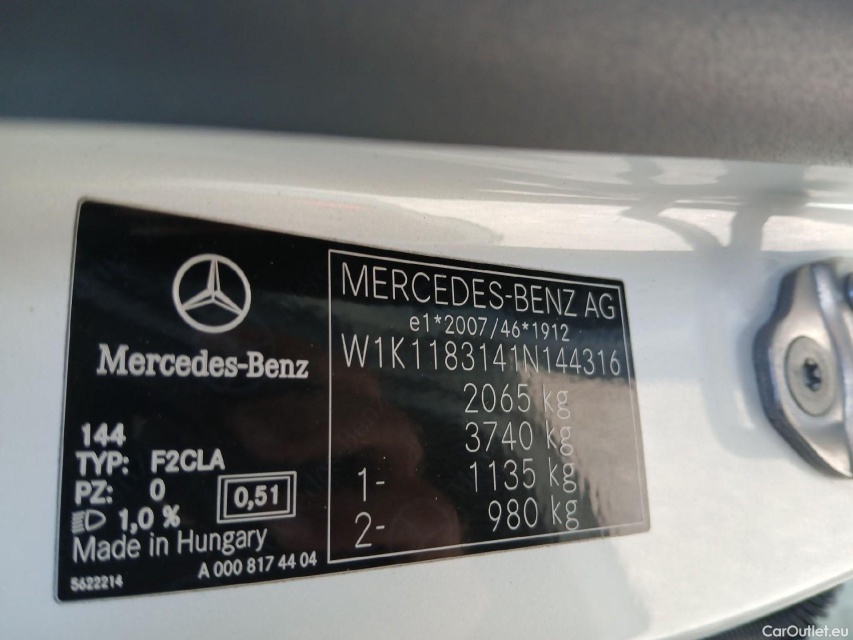 Mercedes-Benz
144
TYP: F2CLA
PZ: 0
0,51
1,0 %
Made in Hungary
A 000 817 44 04
5622214
MERCEDES-BENZ AG
e1*2007/46*1912
W1K1183141N144316
2065 kg
3740 kg
1- 1135 kg
2- 980 kg
CarOutlet.eu